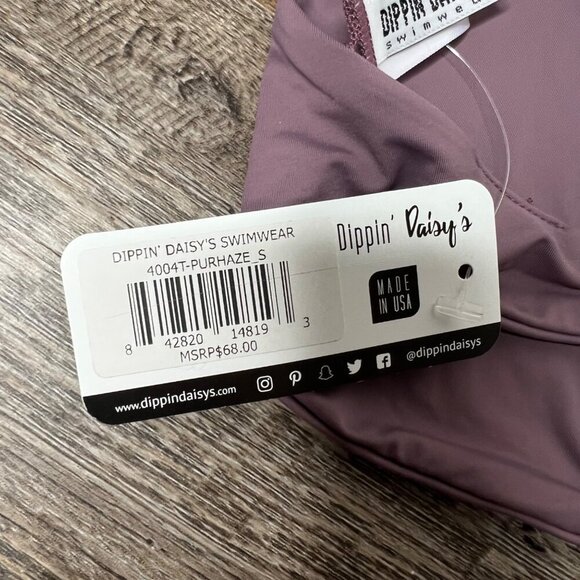 DIPPIN'
swimwe
DIPPIN' DAISY'S SWIMWEAR
4004T-PURHAZE_S
8 42820 14819 3
MSRP$68.00
Dippin' Daisy's
MADE
IN USA
www.dippindaisys.com
@dippindaisys